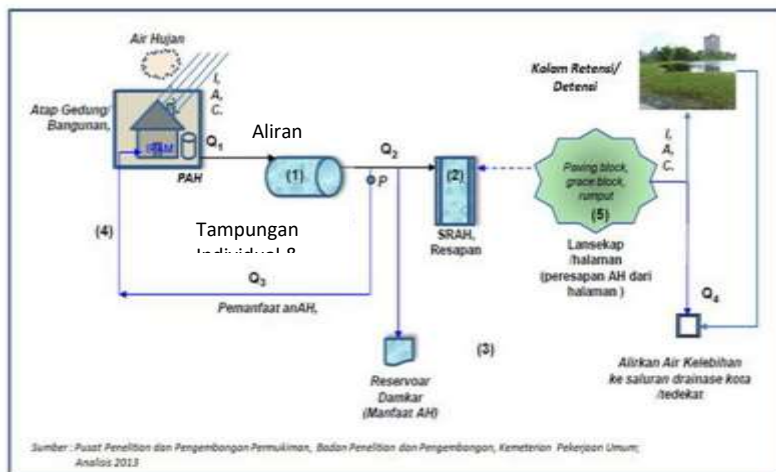 Air Hujan
I,
A,
C,
Atap Gedung/
Bangunan,
IPAM
PAH
Q1
Aliran
(1)
Tampungan
Individual &
Q2
P
(2)
SRAH,
Resapan
(4)
Q3
Pemanfaat anAH,
(3)
Reservoar
Damkar
(Manfaat AH)
Kolam Retensi/
Detensi
Paving block,
grace block,
rumput
(5)
I,
A,
C,
Lansekap
/halaman
(peresapan AH dari
halaman )
Q4
Alirkan Air Kelebihan
ke saluran drainase kota
/tedekat
Sumber : Pusat Penelitian dan Pengembangan Permukiman, Badan Penelitian dan Pengembangan, Kemeterian Pekerjaan Umum;
Analisis 2013